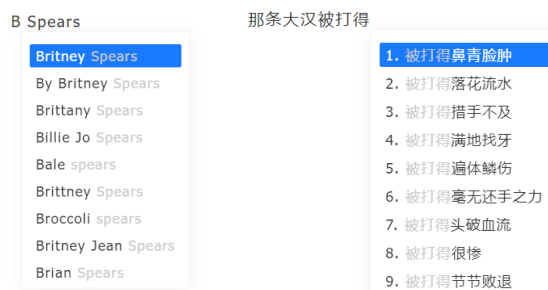 B Spears
Britney Spears
By Britney Spears
Brittany Spears
Billie Jo Spears
Bale spears
Brittney Spears
Broccoli spears
Britney Jean Spears
Brian Spears
那条大汉被打得
1. 被打得鼻青脸肿
2. 被打得落花流水
3. 被打得措手不及
4. 被打得满地找牙
5. 被打得遍体鳞伤
6. 被打得毫无还手之力
7. 被打得头破血流
8. 被打得很惨
9. 被打得节节败退